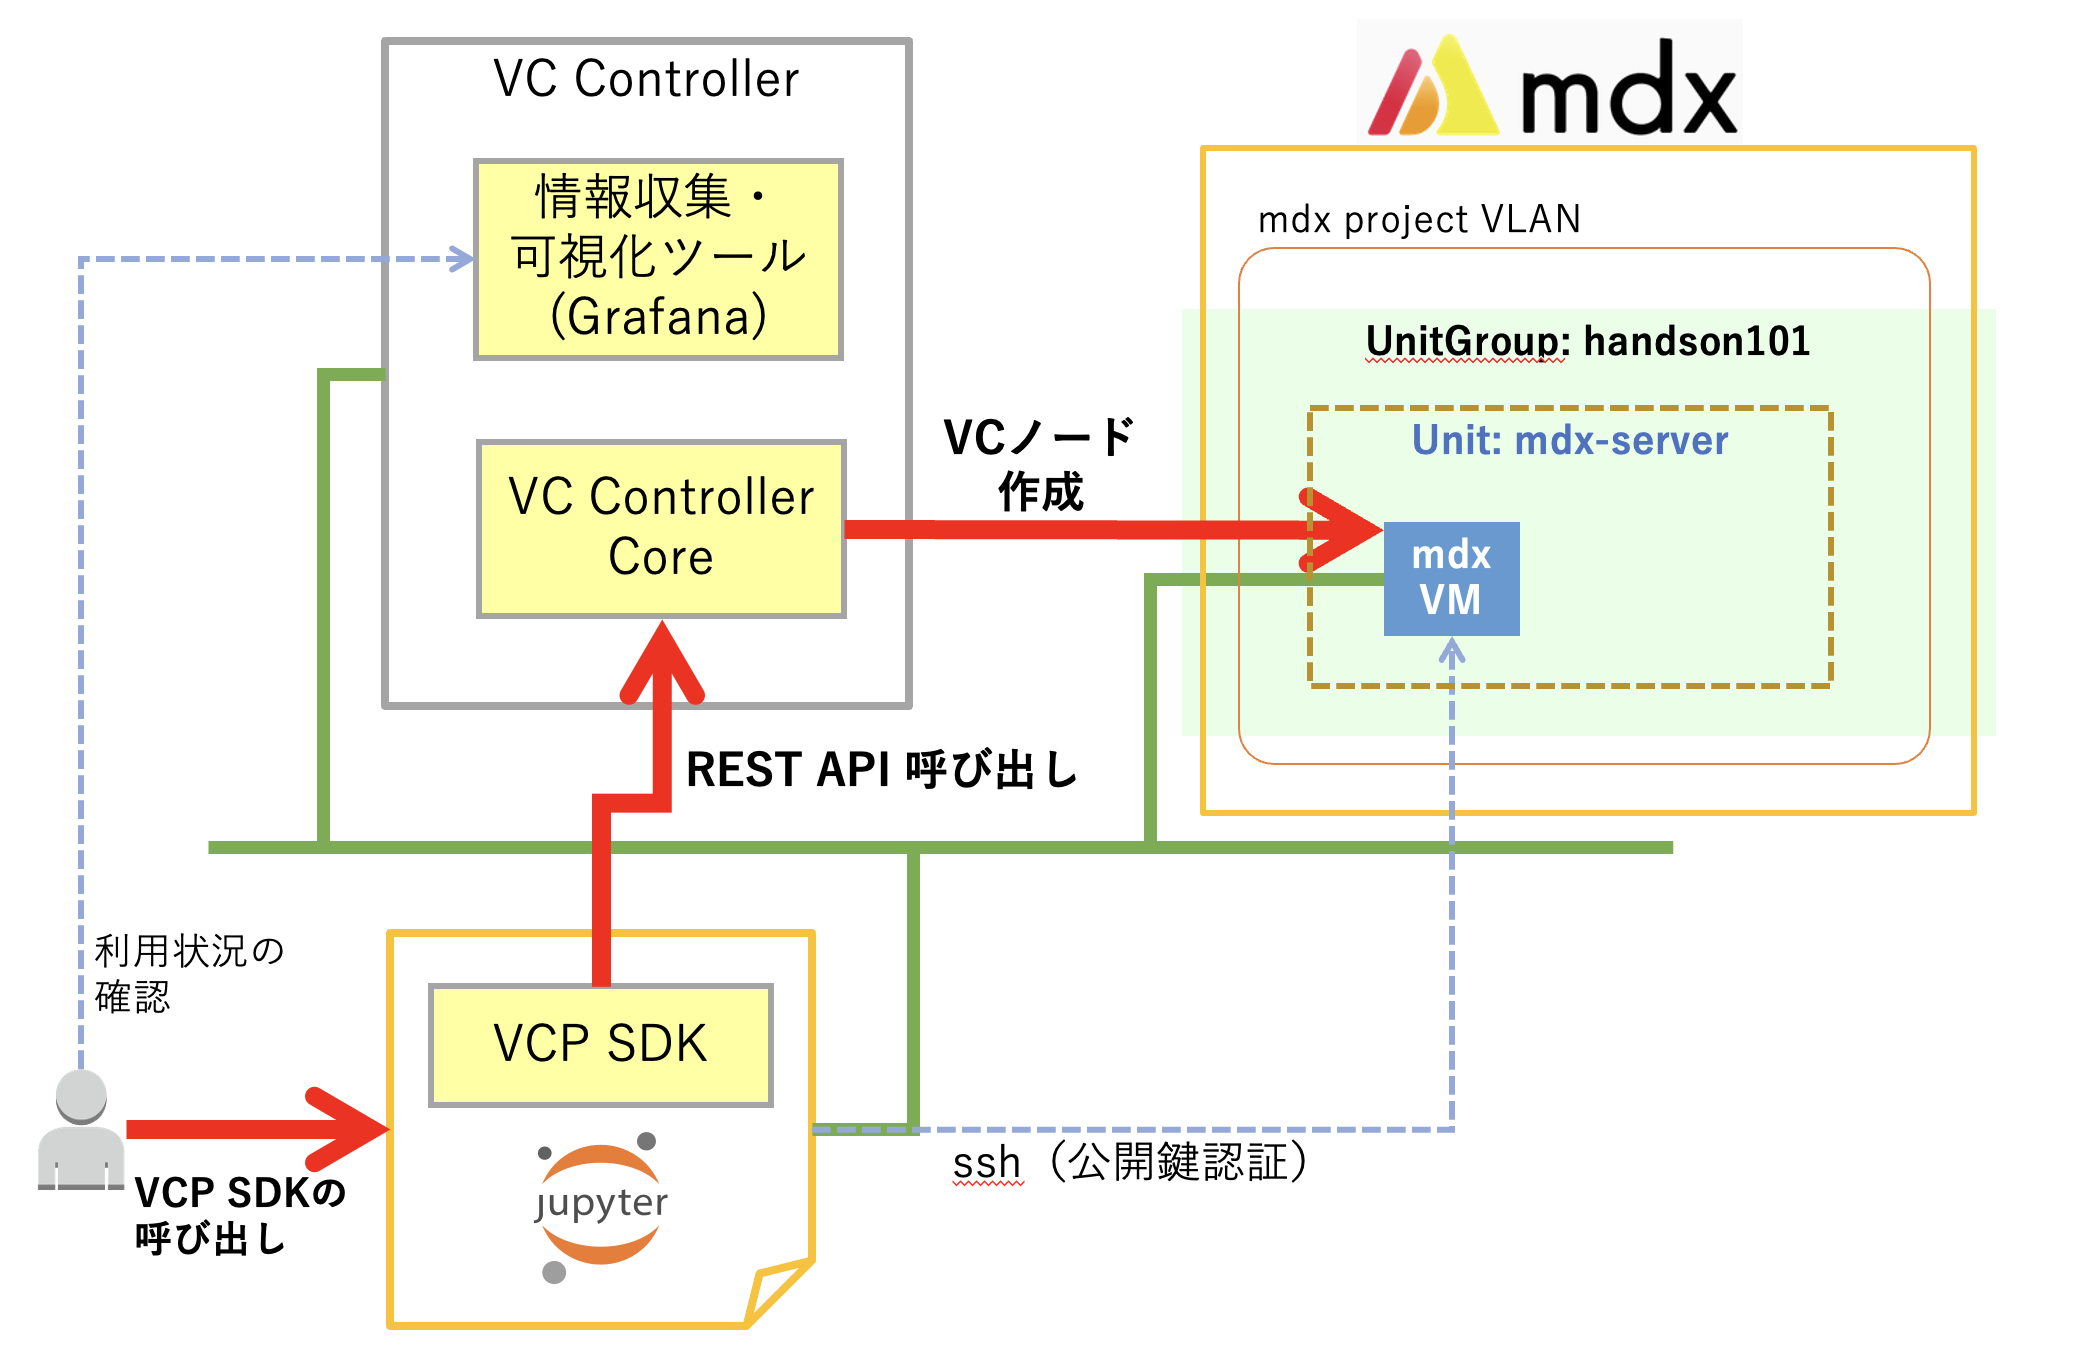 VC Controller
情報収集・
可視化ツール
(Grafana)
VC Controller
Core
mdx
mdx project VLAN
UnitGroup: handson101
Unit: mdx-server
mdx
VM
VCノード
作成
REST API 呼び出し
利用状況の
確認
VCP SDKの
呼び出し
VCP SDK
jupyter
ssh（公開鍵認証）